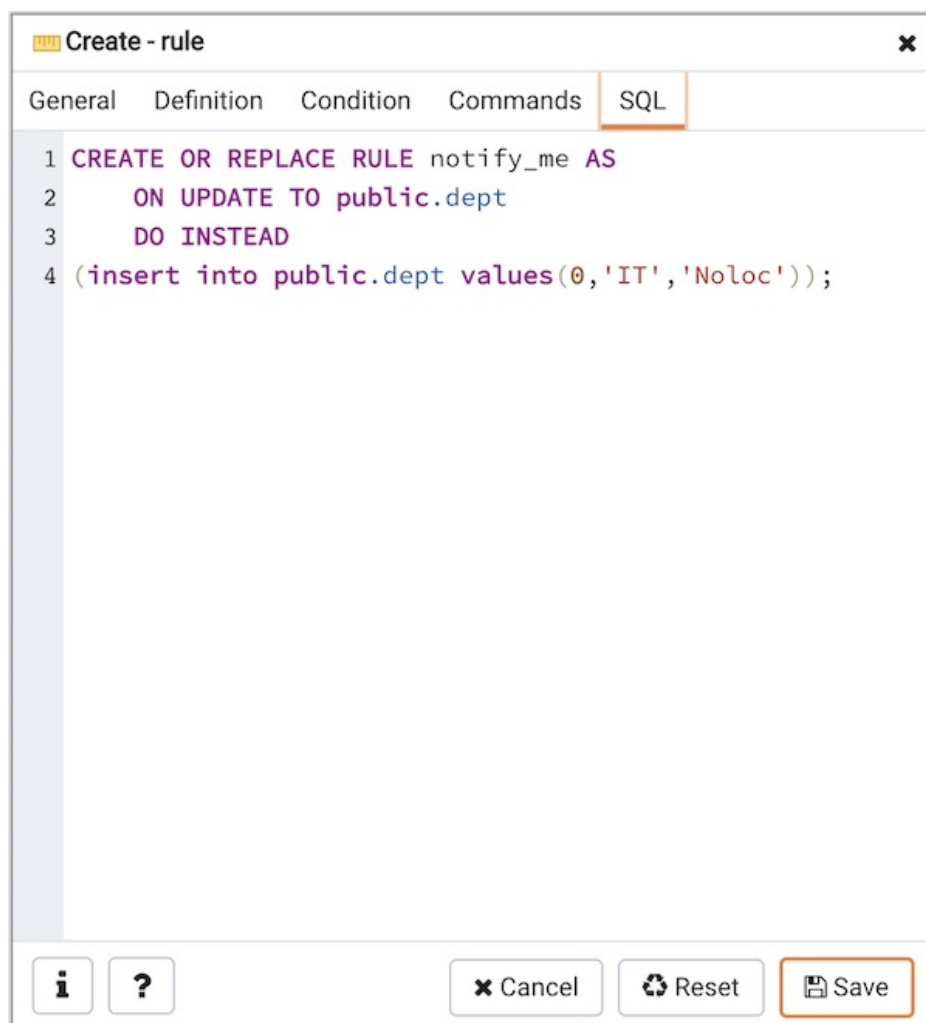 Create - rule
General Definition Condition Commands SQL
1 CREATE OR REPLACE RULE notify_me AS
2 ON UPDATE TO public.dept
3 DO INSTEAD
4 (insert into public.dept values(0,'IT','Noloc'));
i ? Cancel Reset Save